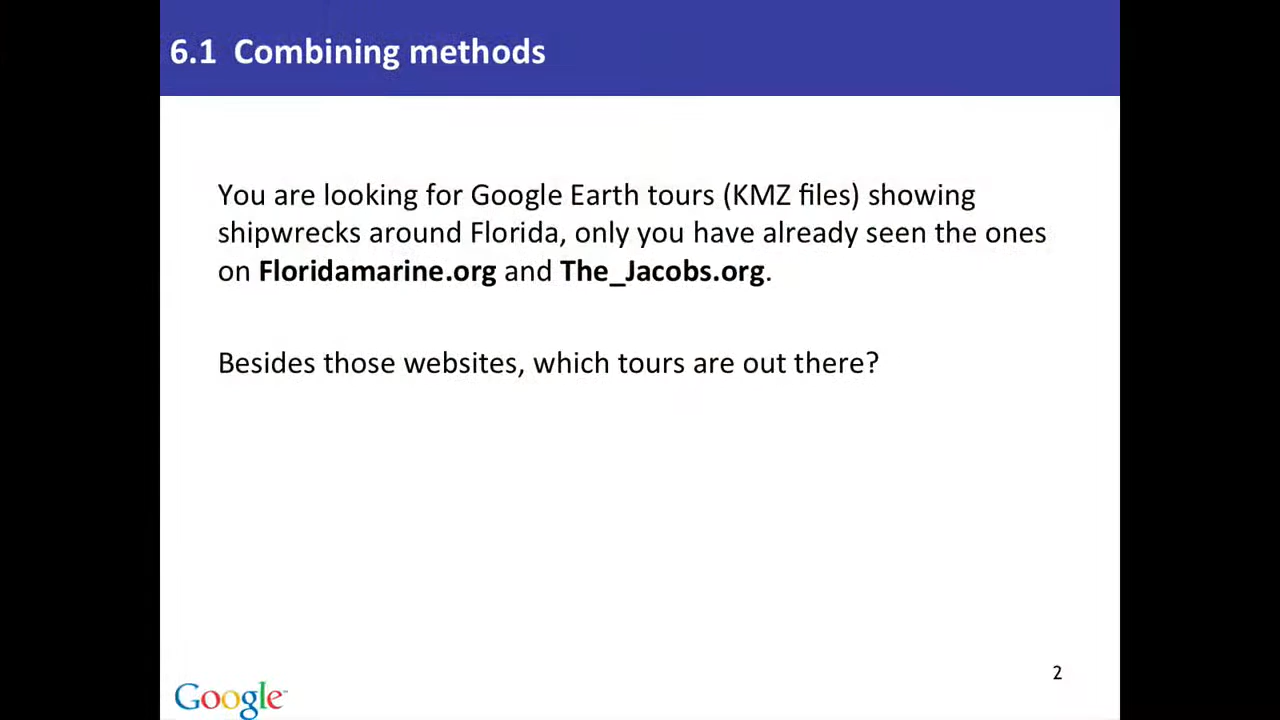 6.1 Combining methods
You are looking for Google Earth tours (KMZ files) showing
shipwrecks around Florida, only you have already seen the ones
on Floridamarine.org and The_Jacobs.org.
Besides those websites, which tours are out there?
2
Google™